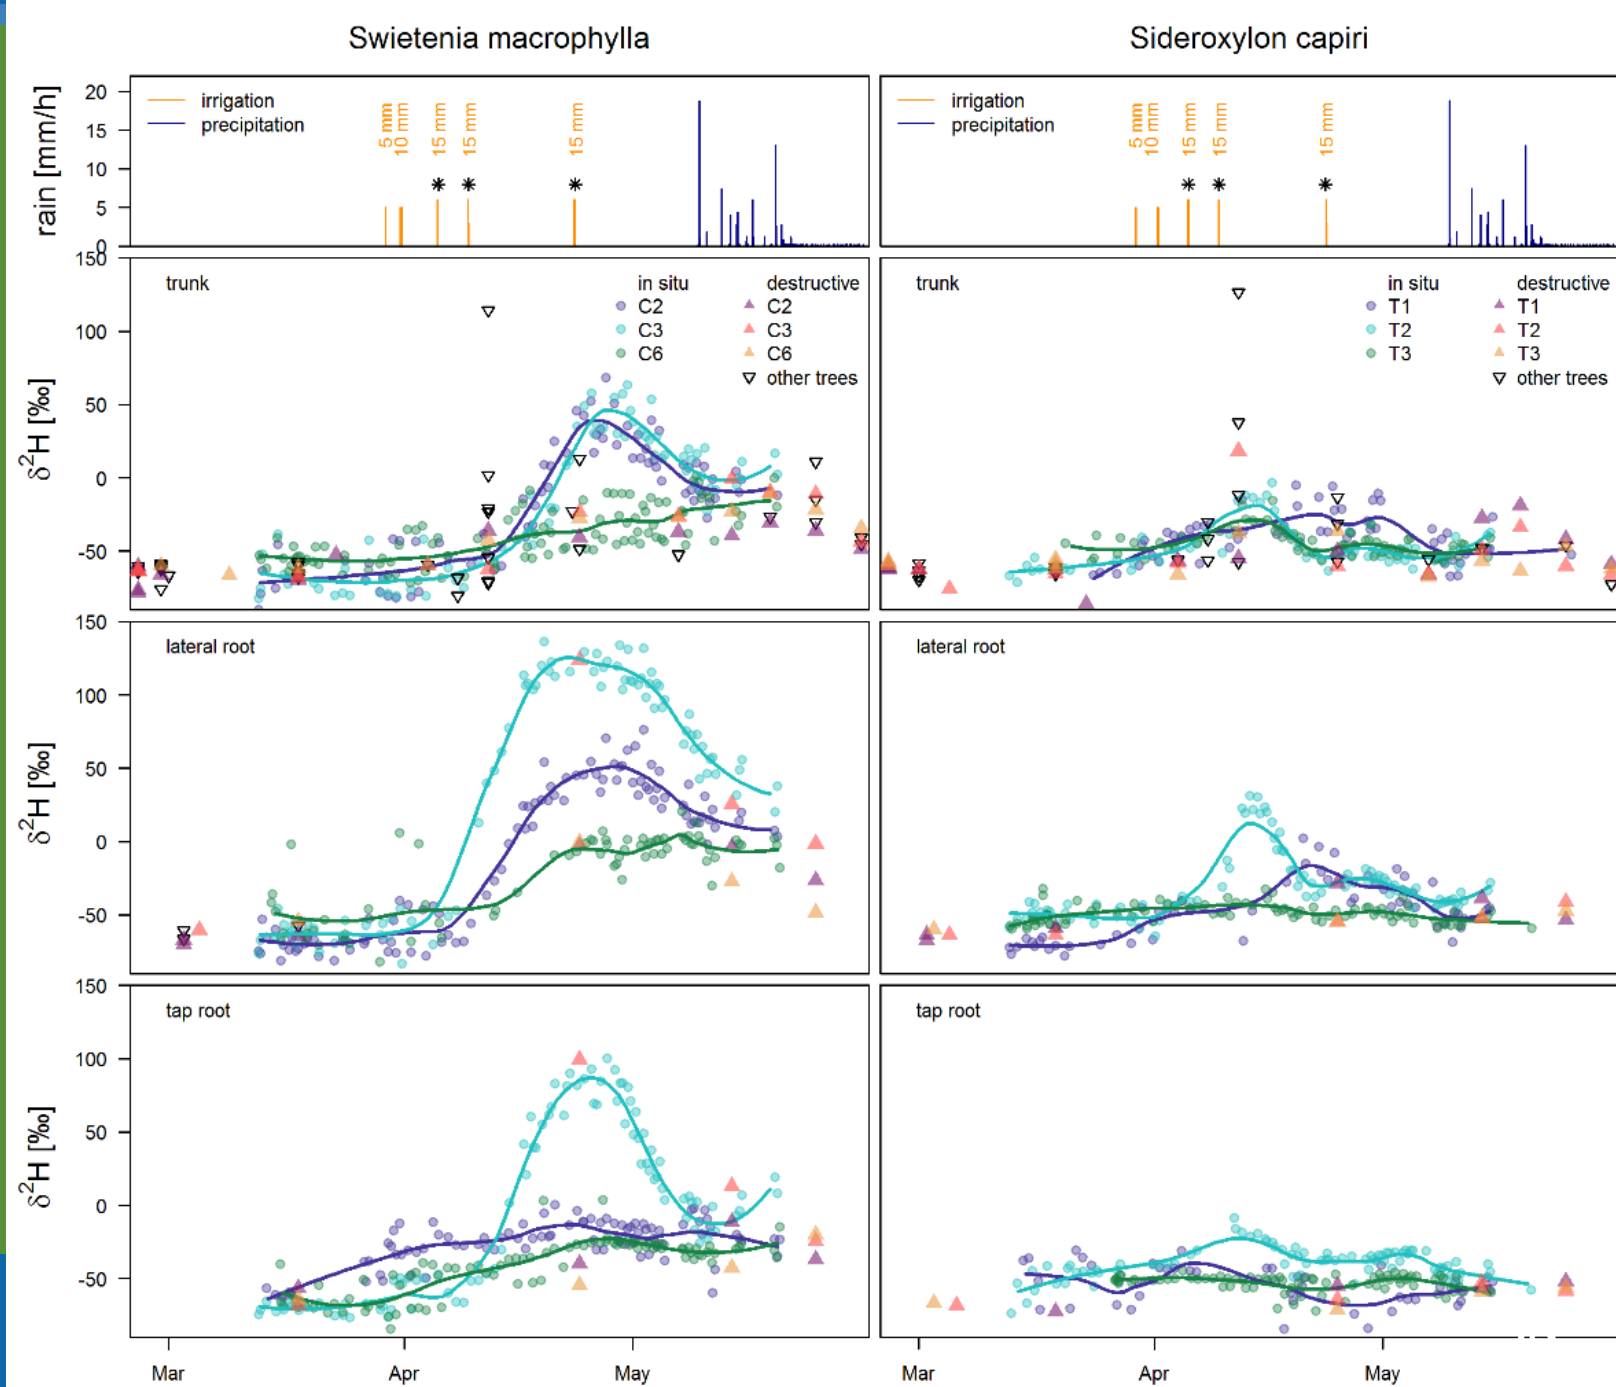 Swietenia macrophylla
Sideroxylon capiri
rain [mm/h]
20
15
10
5
0
irrigation
precipitation
5 mm
10 mm
15 mm
15 mm
15 mm
irrigation
precipitation
5 mm
10 mm
15 mm
15 mm
15 mm
δ²H [‰]
150
100
50
0
-50
trunk
in situ destructive
C2 C2
C3 C3
C6 C6
other trees
trunk
in situ destructive
T1 T1
T2 T2
T3 T3
other trees
δ²H [‰]
150
100
50
0
-50
lateral root
lateral root
δ²H [‰]
150
100
50
0
-50
tap root
tap root
Mar Apr May
Mar Apr May